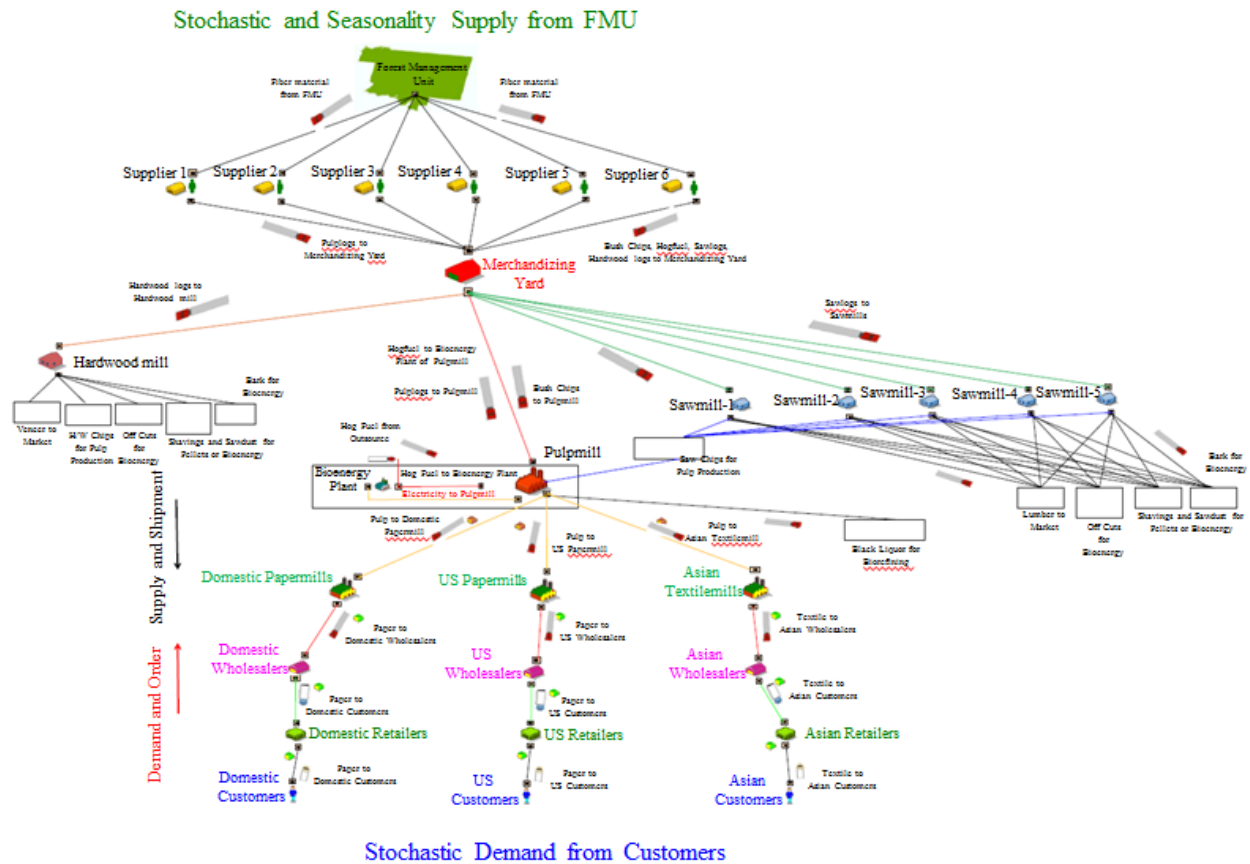 Stochastic and Seasonality Supply from FMU
Forest Management
Unit
Fiber material
from FMU
Fiber material
from FMU
Supplier 1
Supplier 2
Supplier 3
Supplier 4
Supplier 5
Supplier 6
Pulplogs to
Merchandizing Yard
Bush Chips, Hogfuel, Sawlogs,
Hardwood logs to Merchandizing Yard
Merchandizing
Yard
Hardwood logs to
Hardwood mill
Sawlogs to
Sawmills
Hogfuel to Bioenergy
Plant of Pulpmill
Pulplogs to Pulpmill
Bush Chips
to Pulpmill
Hardwood mill
Bark for
Bioenergy
Sawmill-1
Sawmill-2
Sawmill-3
Sawmill-4
Sawmill-5
Veneer to
Market
H/W Chips
for Pulp
Production
Off Cuts
for Bioenergy
Shavings and Sawdust for
Pellets or Bioenergy
Hog Fuel from
Outsource
Pulpmill
Saw Chips for
Pulp Production
Bark for
Bioenergy
Bioenergy
Plant
Hog Fuel to Bioenergy Plant
Electricity to Pulpmill
Lumber to
Market
Off Cuts
for
Bioenergy
Shavings and Sawdust for
Pellets or Bioenergy
Supply and Shipment
Pulp to Domestic
Papermill
Pulp to
US Papermill
Pulp to
Asian Textilemill
Black Liquor for
Biorefining
Domestic Papermills
US Papermills
Asian
Textilemills
Paper to
Domestic Wholesalers
Paper to
US Wholesalers
Textile to
Asian Wholesalers
Demand and Order
Domestic
Wholesalers
US
Wholesalers
Asian
Wholesalers
Paper to
Domestic Customers
Paper to
US Customers
Textile to
Asian Customers
Domestic Retailers
US Retailers
Asian Retailers
Domestic
Customers
Paper to
Domestic Customers
US
Customers
Paper to
US Customers
Asian
Customers
Textile to
Asian Customers
Stochastic Demand from Customers